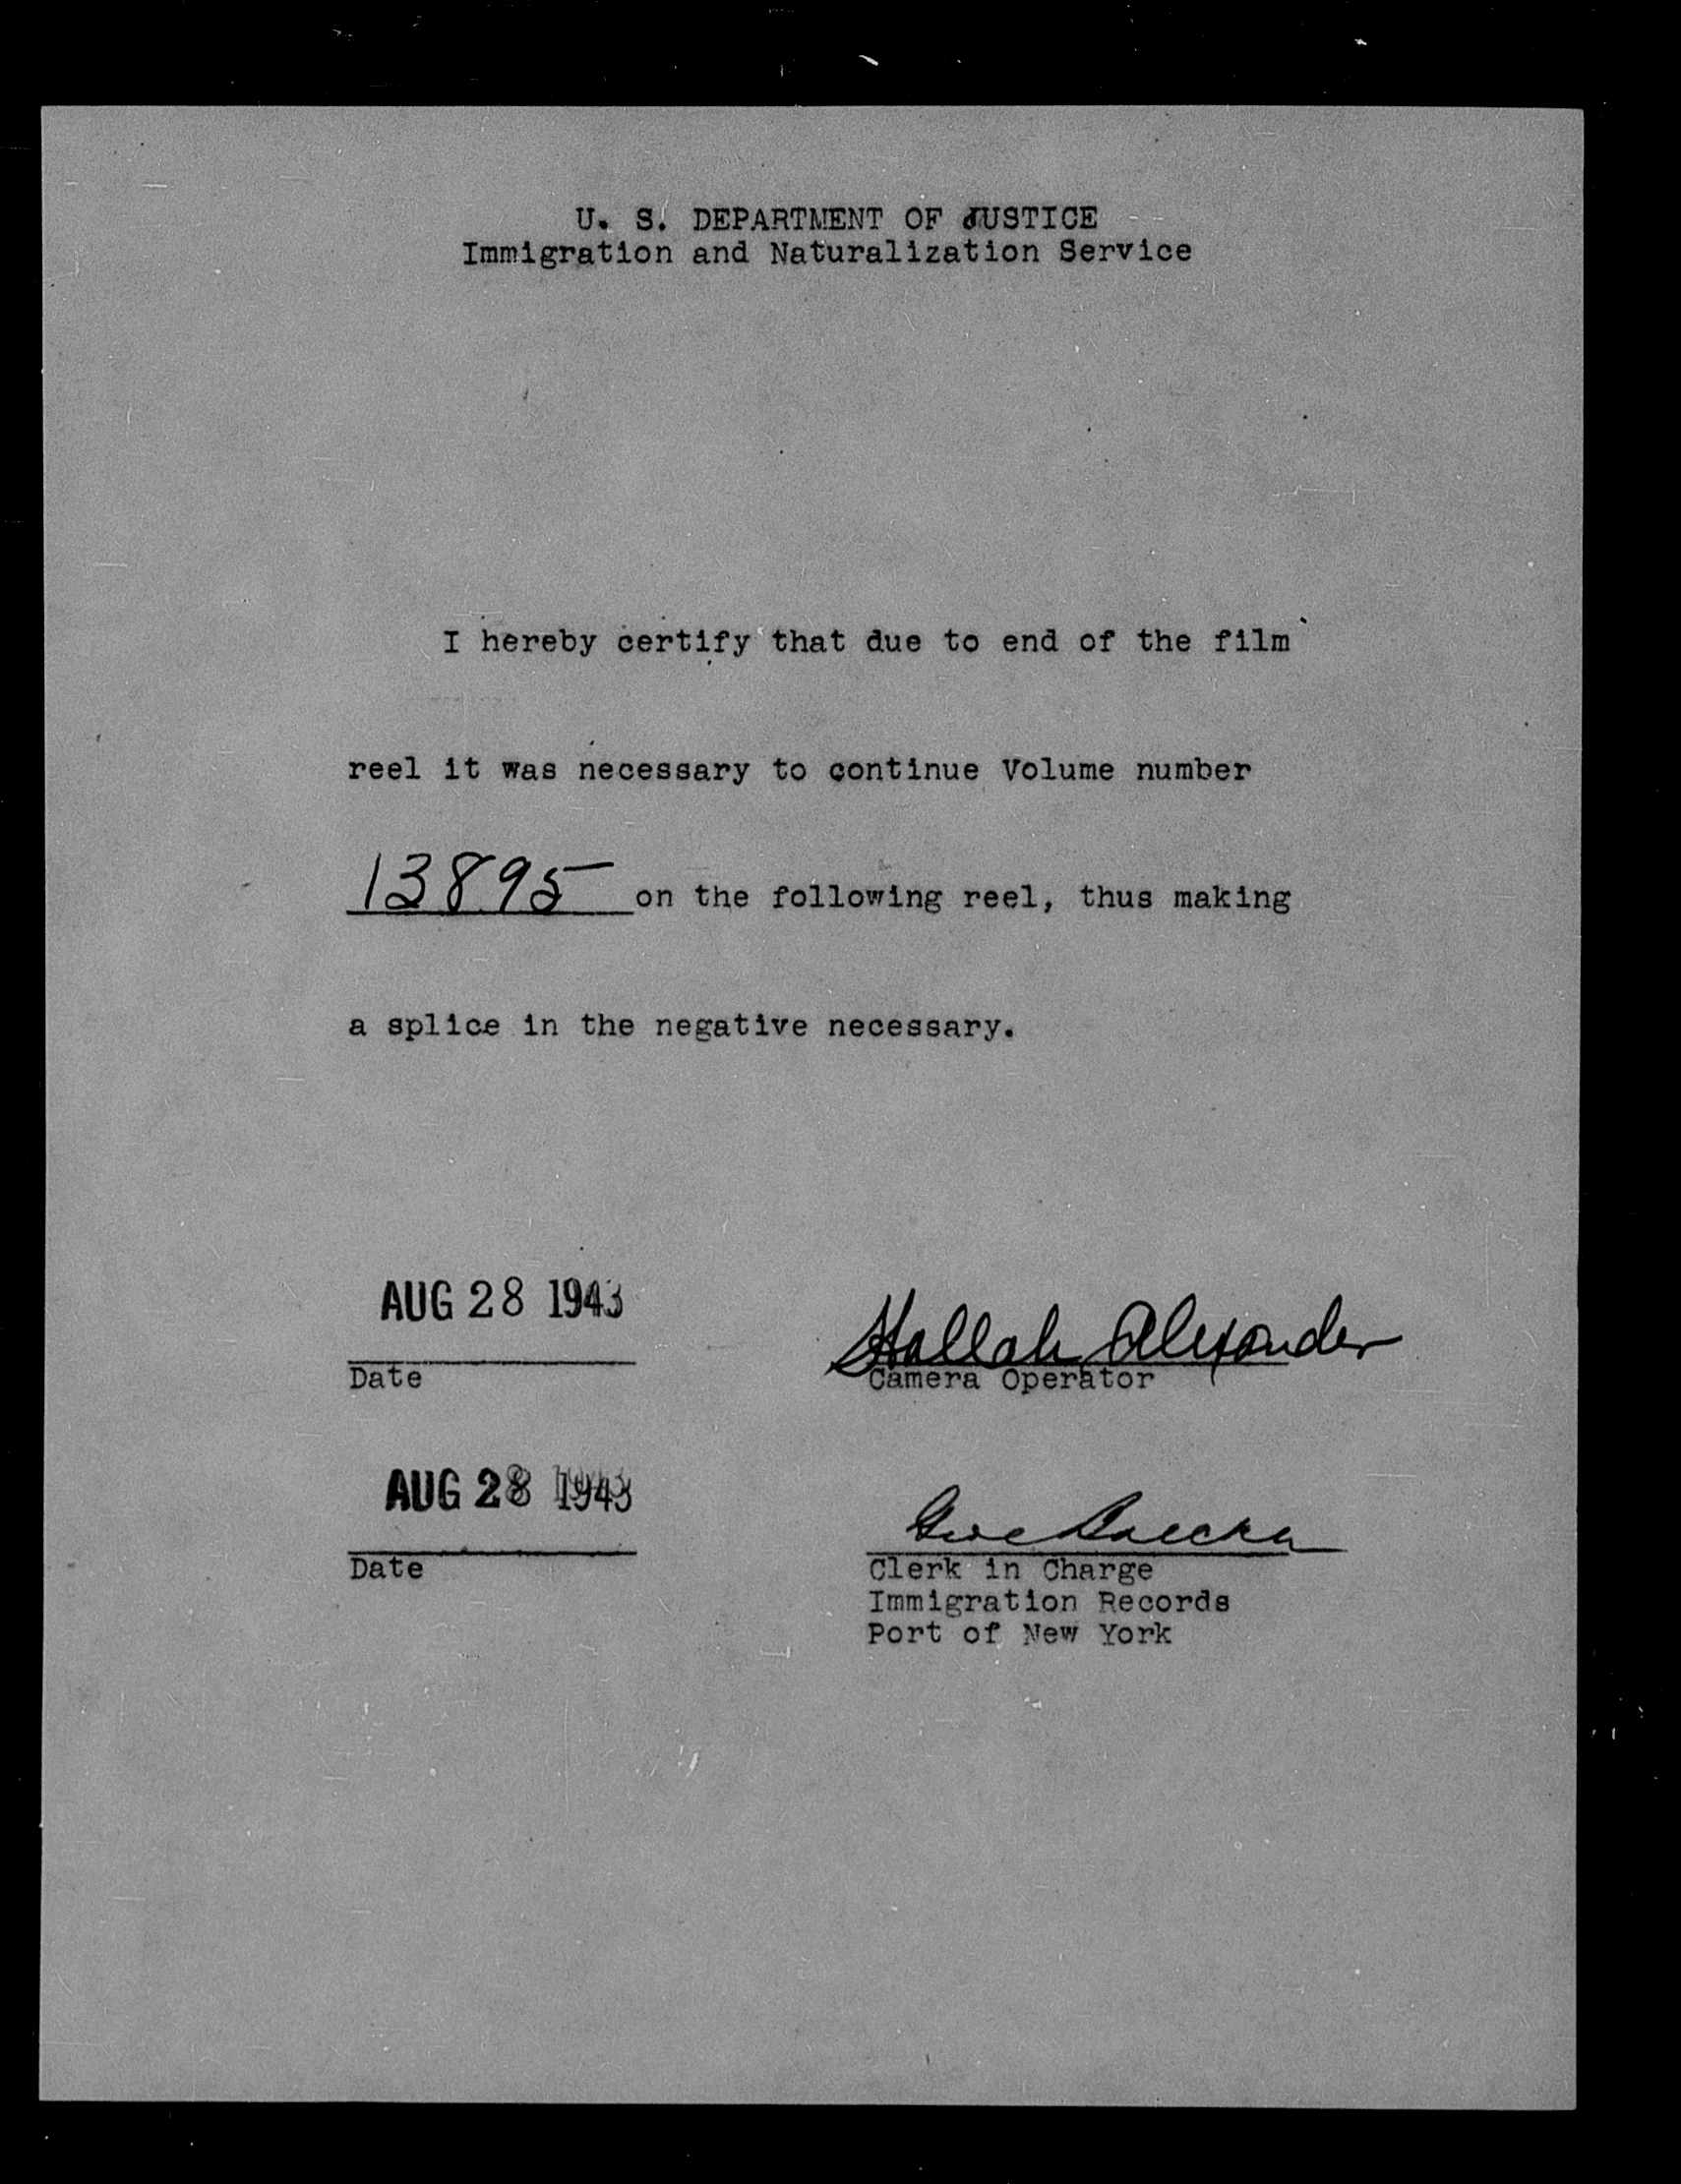 U. S. DEPARTMENT OF JUSTICE
Immigration and Naturalization Service
I hereby certify that due to end of the film
reel it was necessary to continue Volume number
13895 on the following reel, thus making
a splice in the negative necessary.
AUG 28 1943
Hallah Alexander
Date
Camera Operator
AUG 28 1943
Date
Clerk in Charge
Immigration Records
Port of New York